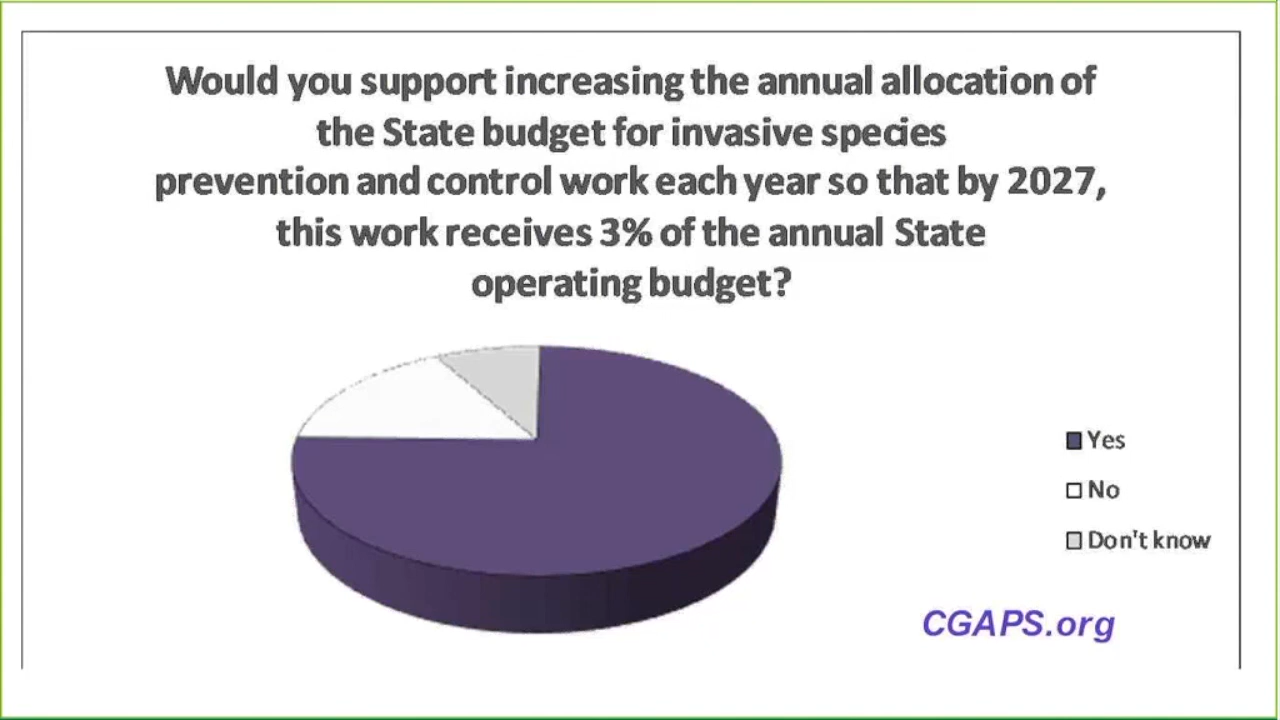 Would you support increasing the annual allocation of
the State budget for invasive species
prevention and control work each year so that by 2027,
this work receives 3% of the annual State
operating budget?
Yes
No
Don't know
CGAPS.org